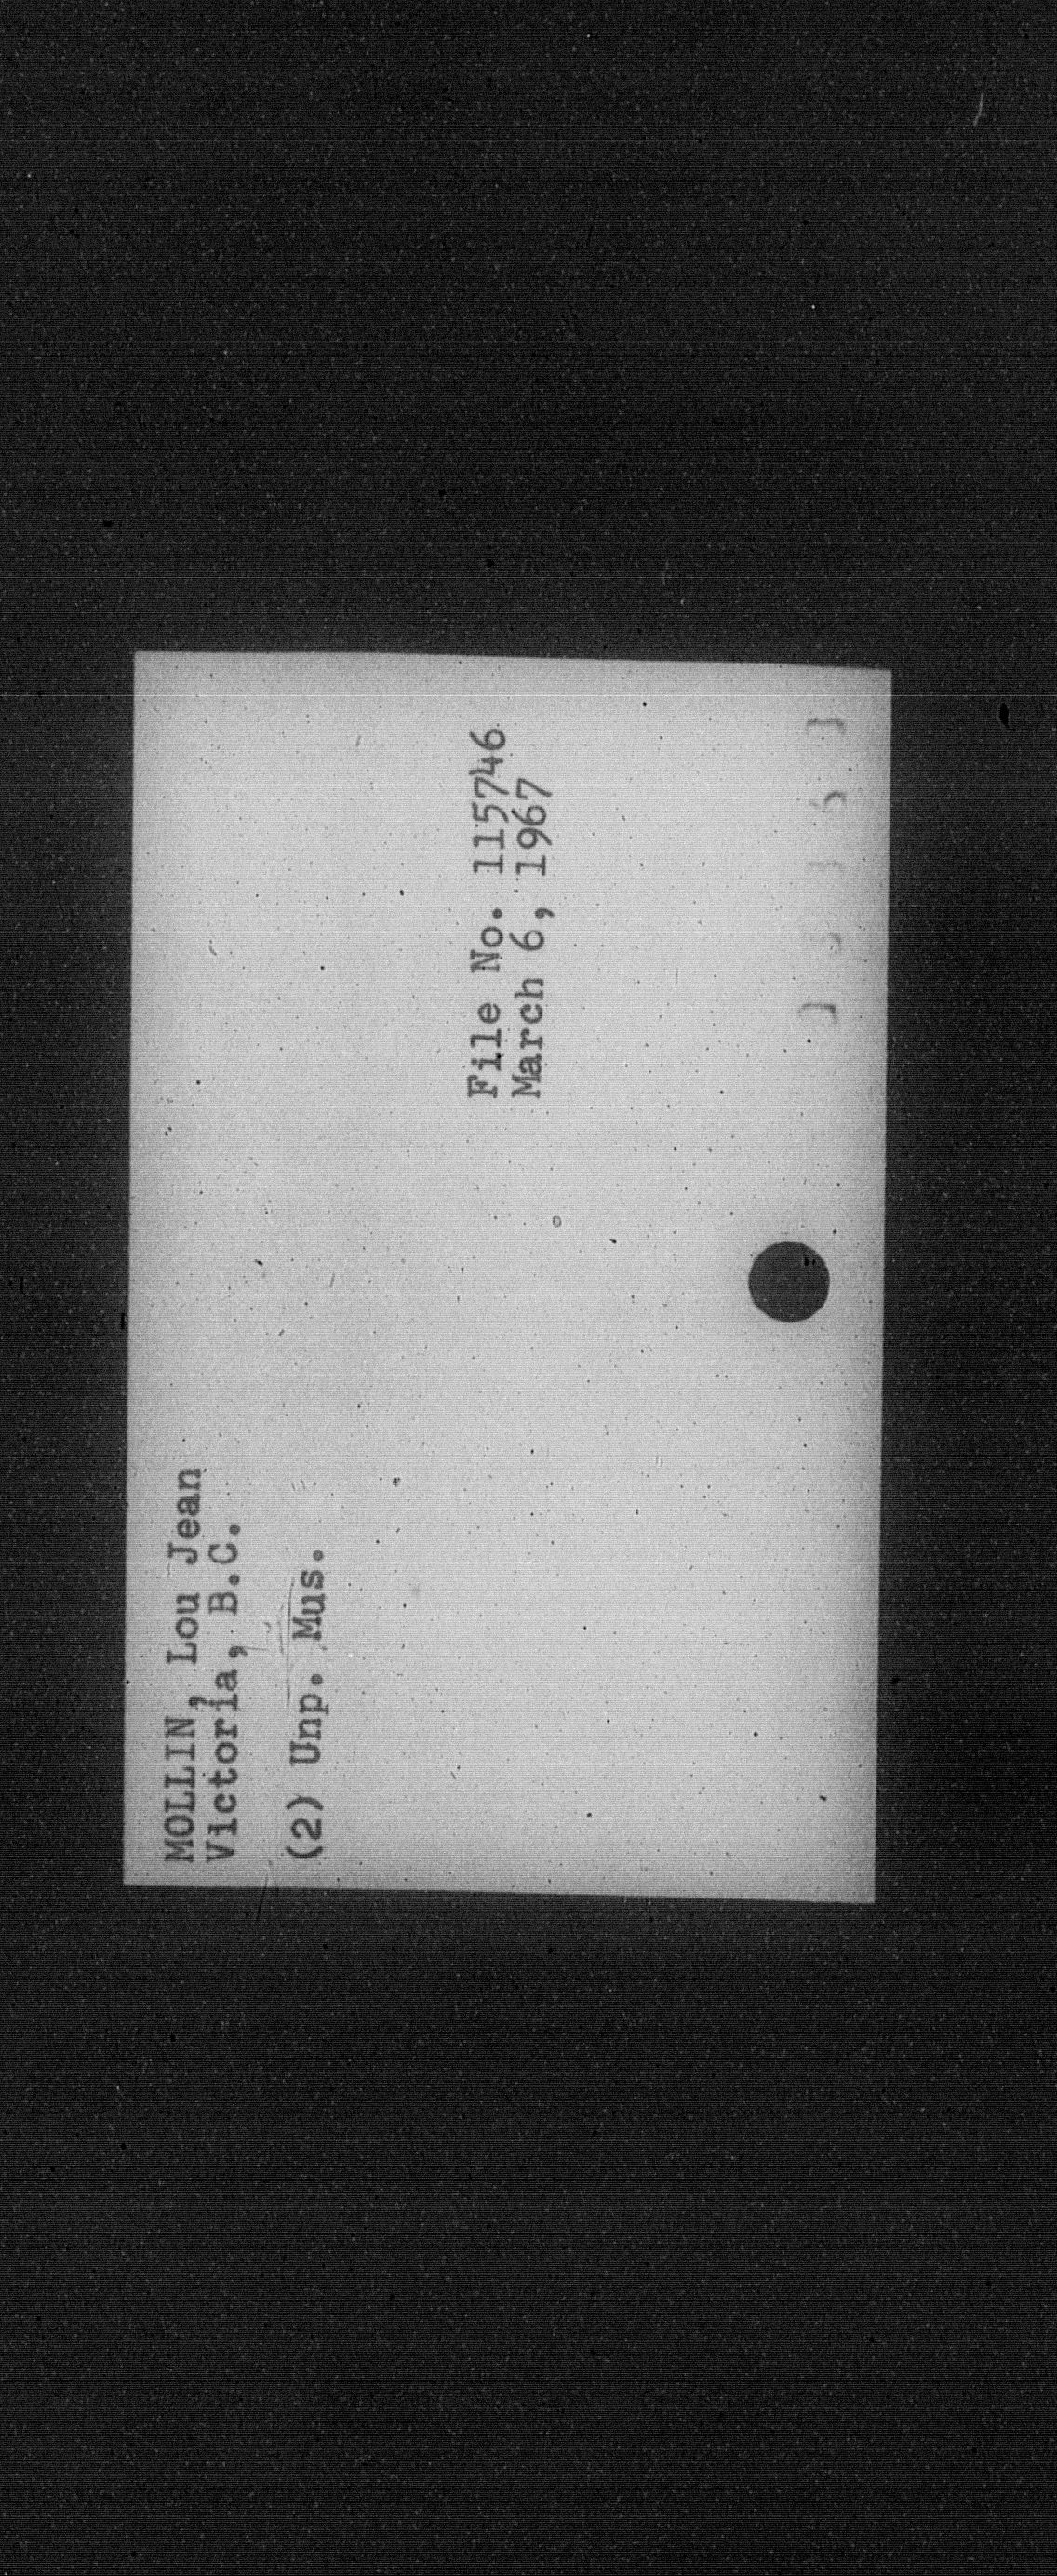 MOLLIN, Lou Jean
Victoria, B.C.
(2) Unp. Mus.
File No. 115746
March 6, 1967